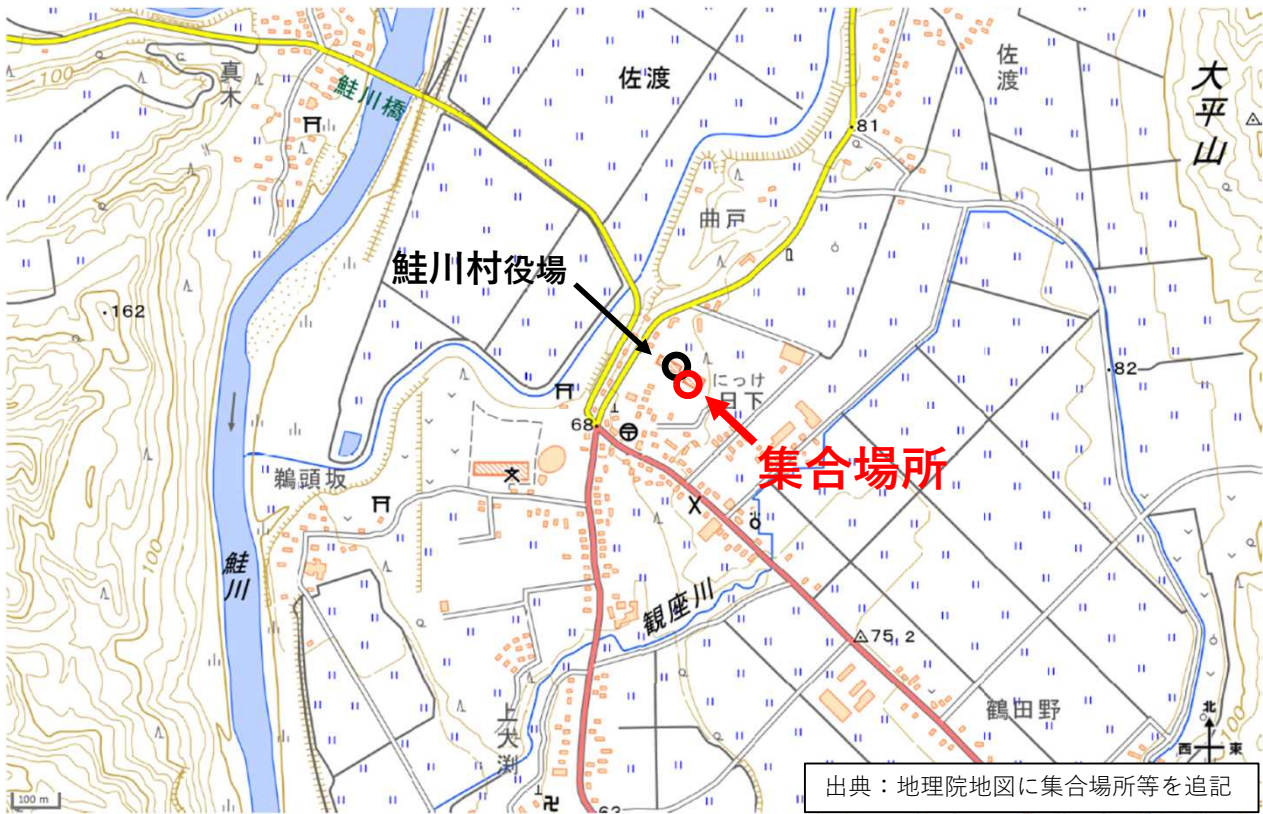 真木
100
鮭川橋
佐渡
佐渡
大平山
81
曲戸
鮭川村役場
162
にっけ
日下
82
68
集合場所
鵜頭坂
鮭川
100
観座川
75.2
鶴田野
上大渕
北
西
東
100
62
100 m
出典：地理院地図に集合場所等を追記